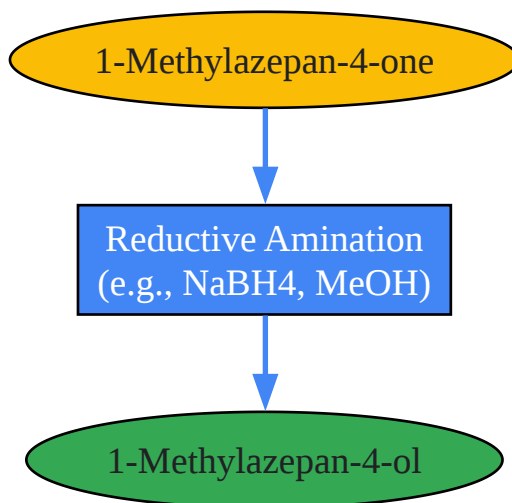 1-Methylazepan-4-one
Reductive Amination
(e.g., NaBH4, MeOH)
1-Methylazepan-4-ol